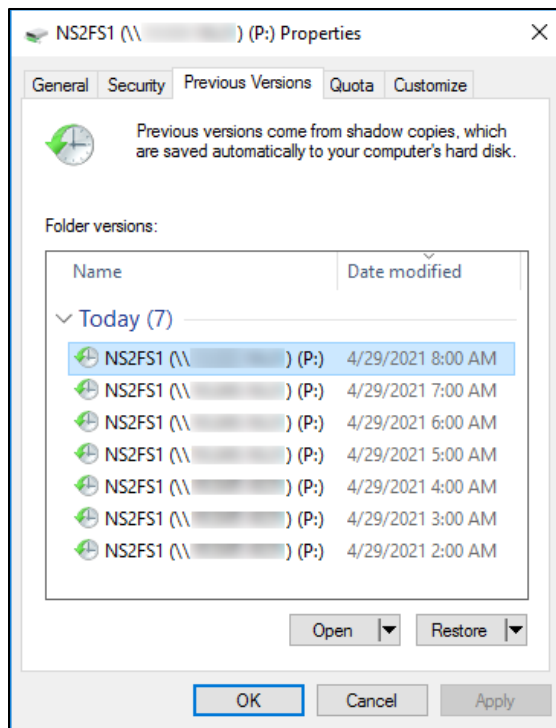 NS2FS1 (\\ ) (P:) Properties
General Security Previous Versions Quota Customize
Previous versions come from shadow copies, which
are saved automatically to your computer's hard disk.
Folder versions:
Name Date modified
Today (7)
NS2FS1 (\\ ) (P:) 4/29/2021 8:00 AM
NS2FS1 (\\ ) (P:) 4/29/2021 7:00 AM
NS2FS1 (\\ ) (P:) 4/29/2021 6:00 AM
NS2FS1 (\\ ) (P:) 4/29/2021 5:00 AM
NS2FS1 (\\ ) (P:) 4/29/2021 4:00 AM
NS2FS1 (\\ ) (P:) 4/29/2021 3:00 AM
NS2FS1 (\\ ) (P:) 4/29/2021 2:00 AM
Open Restore
OK Cancel Apply